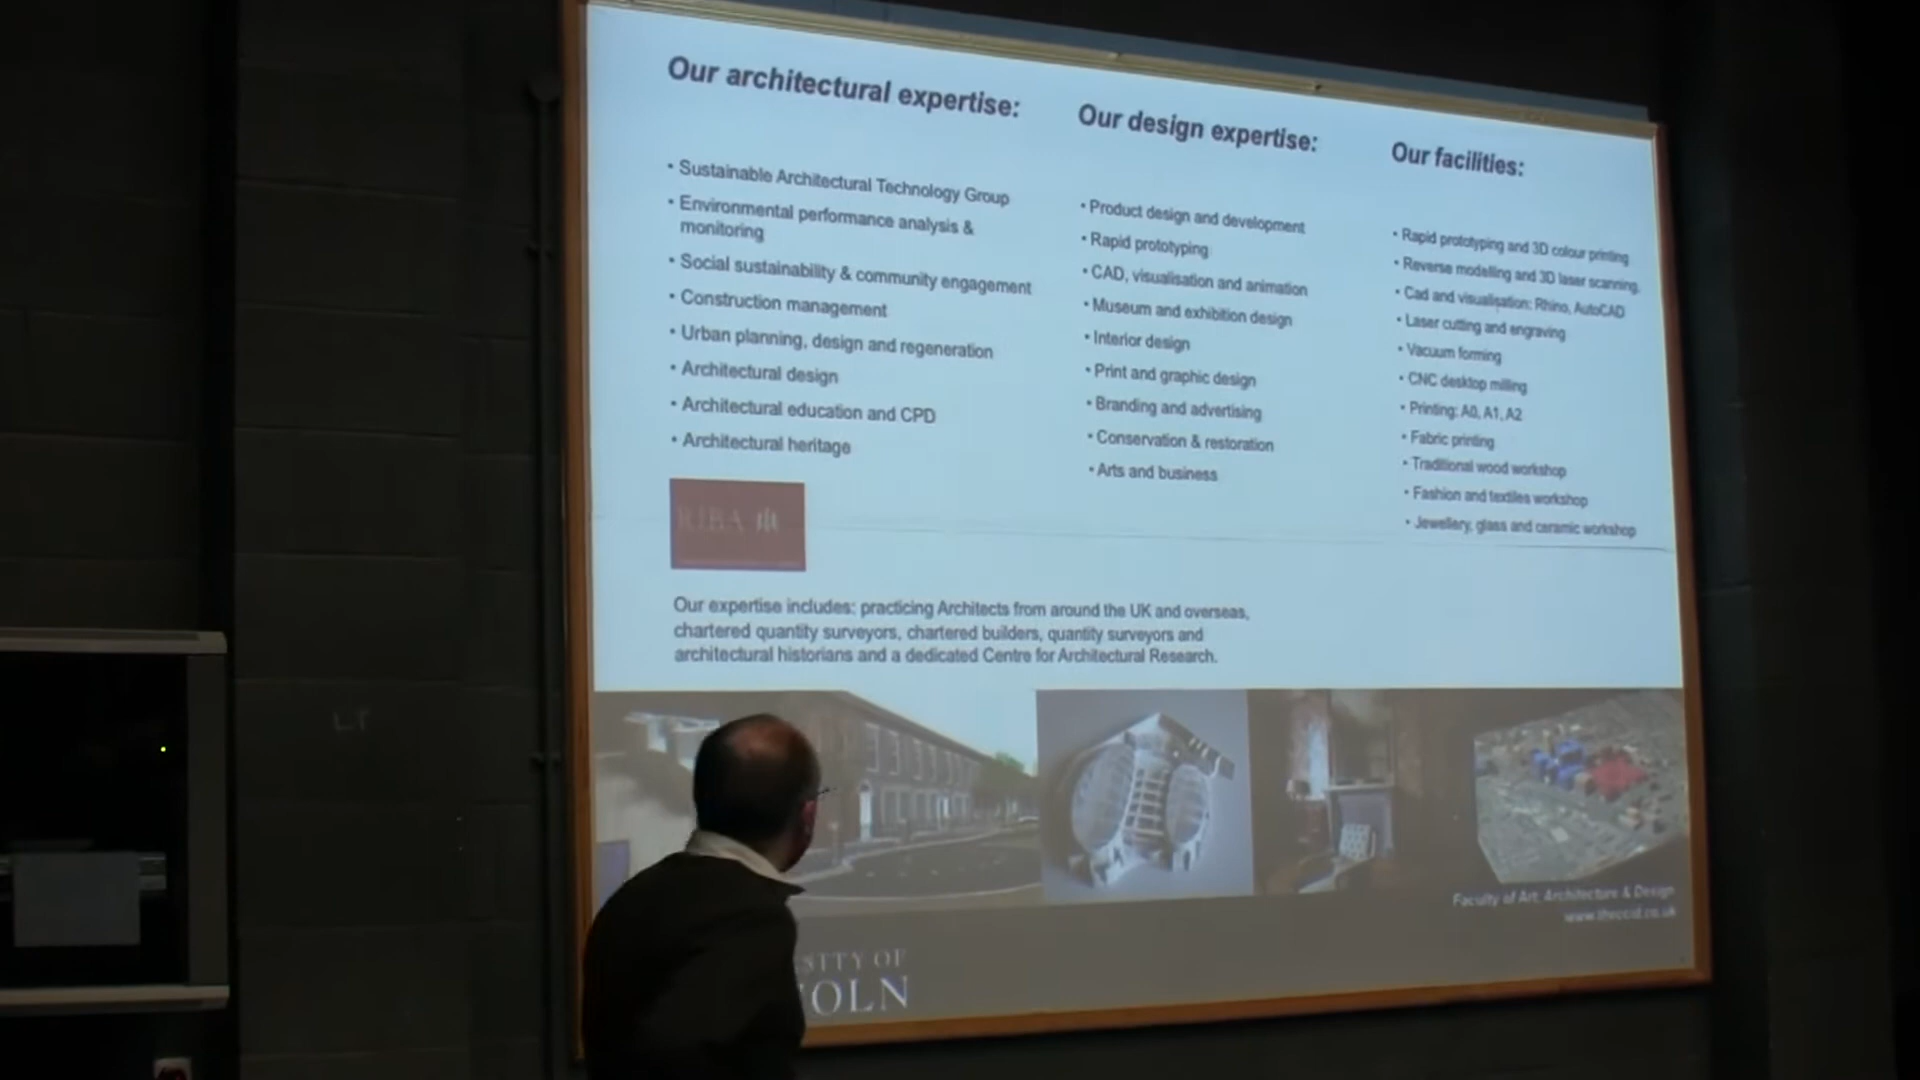 Our architectural expertise:
• Sustainable Architectural Technology Group
• Environmental performance analysis &
monitoring
• Social sustainability & community engagement
• Construction management
• Urban planning, design and regeneration
• Architectural design
• Architectural education and CPD
• Architectural heritage
RIBA
Our design expertise:
• Product design and development
• Rapid prototyping
• CAD, visualisation and animation
• Museum and exhibition design
• Interior design
• Print and graphic design
• Branding and advertising
• Conservation & restoration
• Arts and business
Our facilities:
• Rapid prototyping and 3D colour printing
• Reverse modelling and 3D laser scanning.
• Cad and visualisation: Rhino, AutoCAD
• Laser cutting and engraving
• Vacuum forming
• CNC desktop milling
• Printing: A0, A1, A2
• Fabric printing
• Traditional wood workshop
• Fashion and textiles workshop
• Jewellery, glass and ceramic workshop
Our expertise includes: practicing Architects from around the UK and overseas,
chartered quantity surveyors, chartered builders, quantity surveyors and
architectural historians and a dedicated Centre for Architectural Research.
Faculty of Art, Architecture & Design
SITY OF
OLN